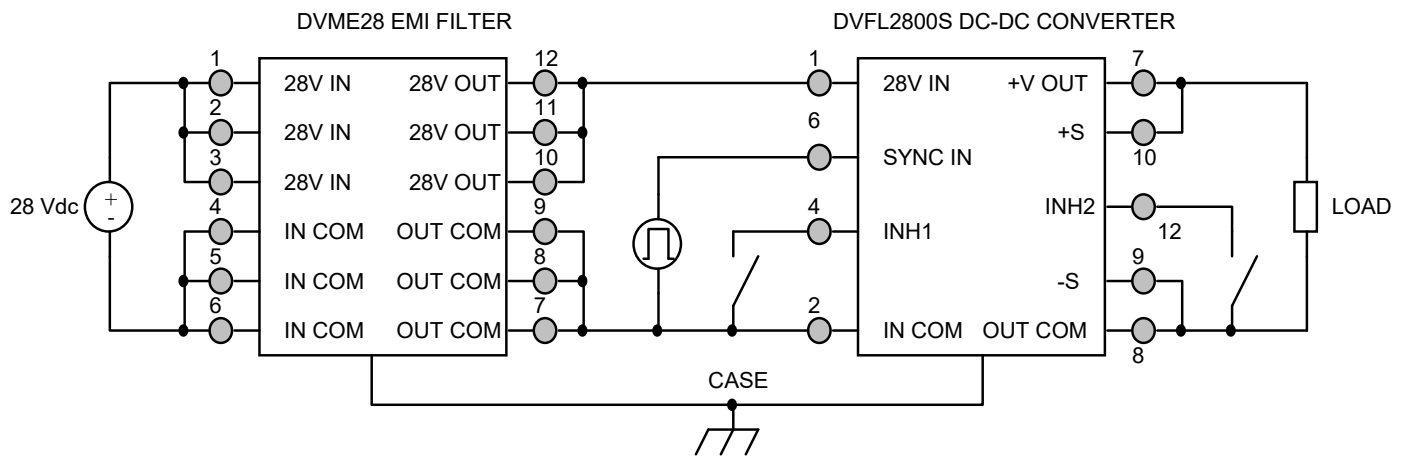 DVME28 EMI FILTER
DVFL2800S DC-DC CONVERTER
28 Vdc
+
-
1
2
3
4
5
6
28V IN
28V IN
28V IN
IN COM
IN COM
IN COM
28V OUT
28V OUT
28V OUT
OUT COM
OUT COM
OUT COM
12
11
10
9
8
7
1
6
4
2
28V IN
SYNC IN
INH1
IN COM
+V OUT
+S
INH2
-S
OUT COM
7
10
12
9
8
LOAD
CASE